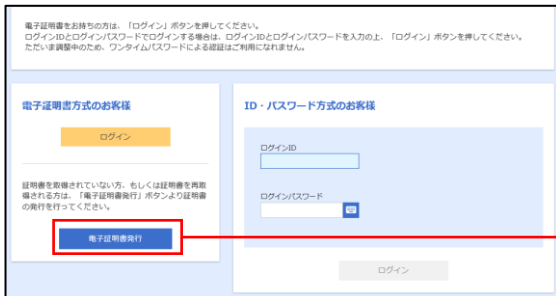 電子証明書をお持ちの方は、「ログイン」ボタンを押してください。
ログインIDとログインパスワードでログインする場合は、ログインIDとログインパスワードを入力の上、「ログイン」ボタンを押してください。
ただいま調整中のため、ワンタイムパスワードによる認証はご利用になれません。
電子証明書方式のお客様
ログイン
証明書を取得されていない方、もしくは証明書を再取
得される方は、「電子証明書発行」ボタンより証明書
の発行を行ってください。
電子証明書発行
ID・パスワード方式のお客様
ログインID
ログインパスワード
ログイン